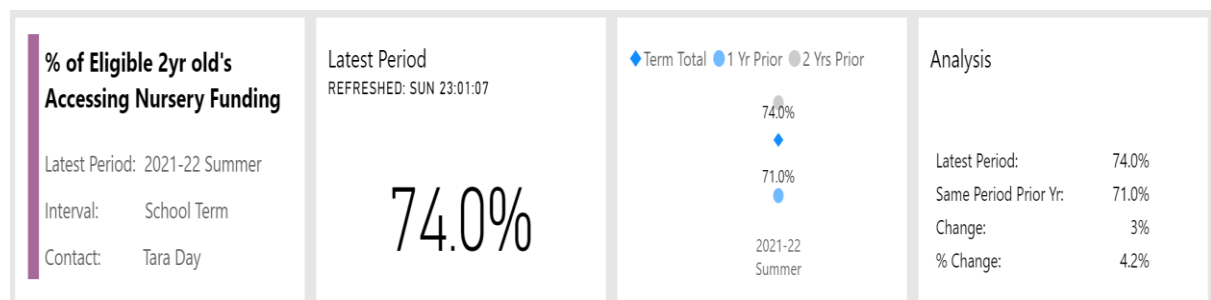 % of Eligible 2yr old's
Accessing Nursery Funding
Latest Period: 2021-22 Summer
Interval: School Term
Contact: Tara Day
Latest Period
REFRESHED: SUN 23:01:07
74.0%
Term Total 1 Yr Prior 2 Yrs Prior
74.0%
71.0%
2021-22
Summer
Analysis
Latest Period: 74.0%
Same Period Prior Yr: 71.0%
Change: 3%
% Change: 4.2%